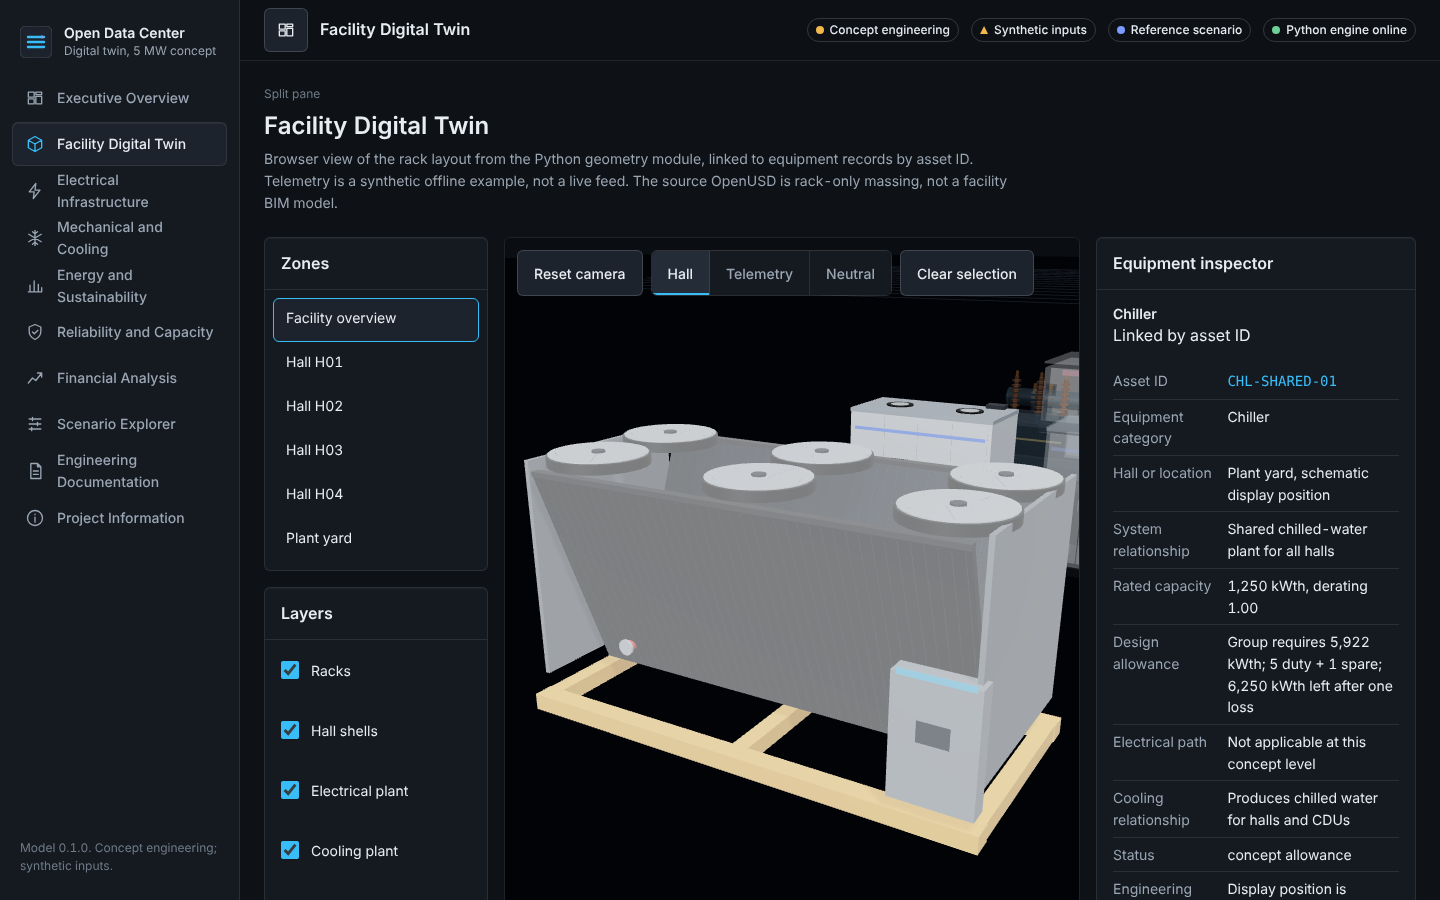 Open Data Center
Digital twin, 5 MW concept
Executive Overview
Facility Digital Twin
Electrical
Infrastructure
Mechanical and
Cooling
Energy and
Sustainability
Reliability and Capacity
Financial Analysis
Scenario Explorer
Engineering
Documentation
Project Information
Model 0.1.0. Concept engineering;
synthetic inputs.
Facility Digital Twin
Concept engineering
Synthetic inputs
Reference scenario
Python engine online
Split pane
Facility Digital Twin
Browser view of the rack layout from the Python geometry module, linked to equipment records by asset ID.
Telemetry is a synthetic offline example, not a live feed. The source OpenUSD is rack-only massing, not a facility
BIM model.
Zones
Facility overview
Hall H01
Hall H02
Hall H03
Hall H04
Plant yard
Layers
Racks
Hall shells
Electrical plant
Cooling plant
Reset camera
Hall
Telemetry
Neutral
Clear selection
Equipment inspector
Chiller
Linked by asset ID
Asset ID
CHL-SHARED-01
Equipment
category
Chiller
Hall or location
Plant yard, schematic
display position
System
relationship
Shared chilled-water
plant for all halls
Rated capacity
1,250 kWth, derating
1.00
Design
allowance
Group requires 5,922
kWth; 5 duty + 1 spare;
6,250 kWth left after one
loss
Electrical path
Not applicable at this
concept level
Cooling
relationship
Produces chilled water
for halls and CDUs
Status
concept allowance
Engineering
Display position is